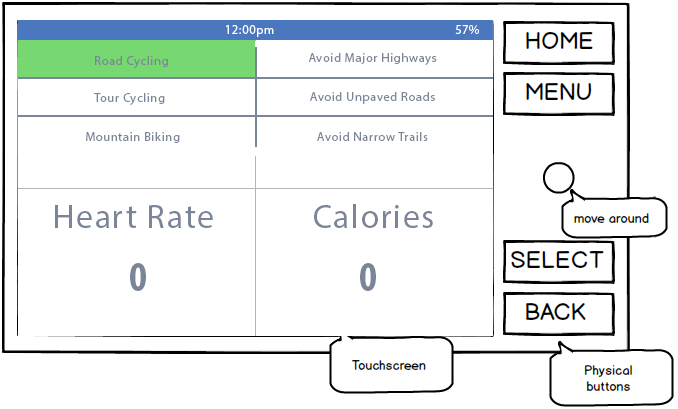 12:00pm 57%
Road Cycling Avoid Major Highways
Tour Cycling Avoid Unpaved Roads
Mountain Biking Avoid Narrow Trails
Heart Rate Calories
0 0
HOME
MENU
move around
SELECT
BACK
Touchscreen
Physical
buttons